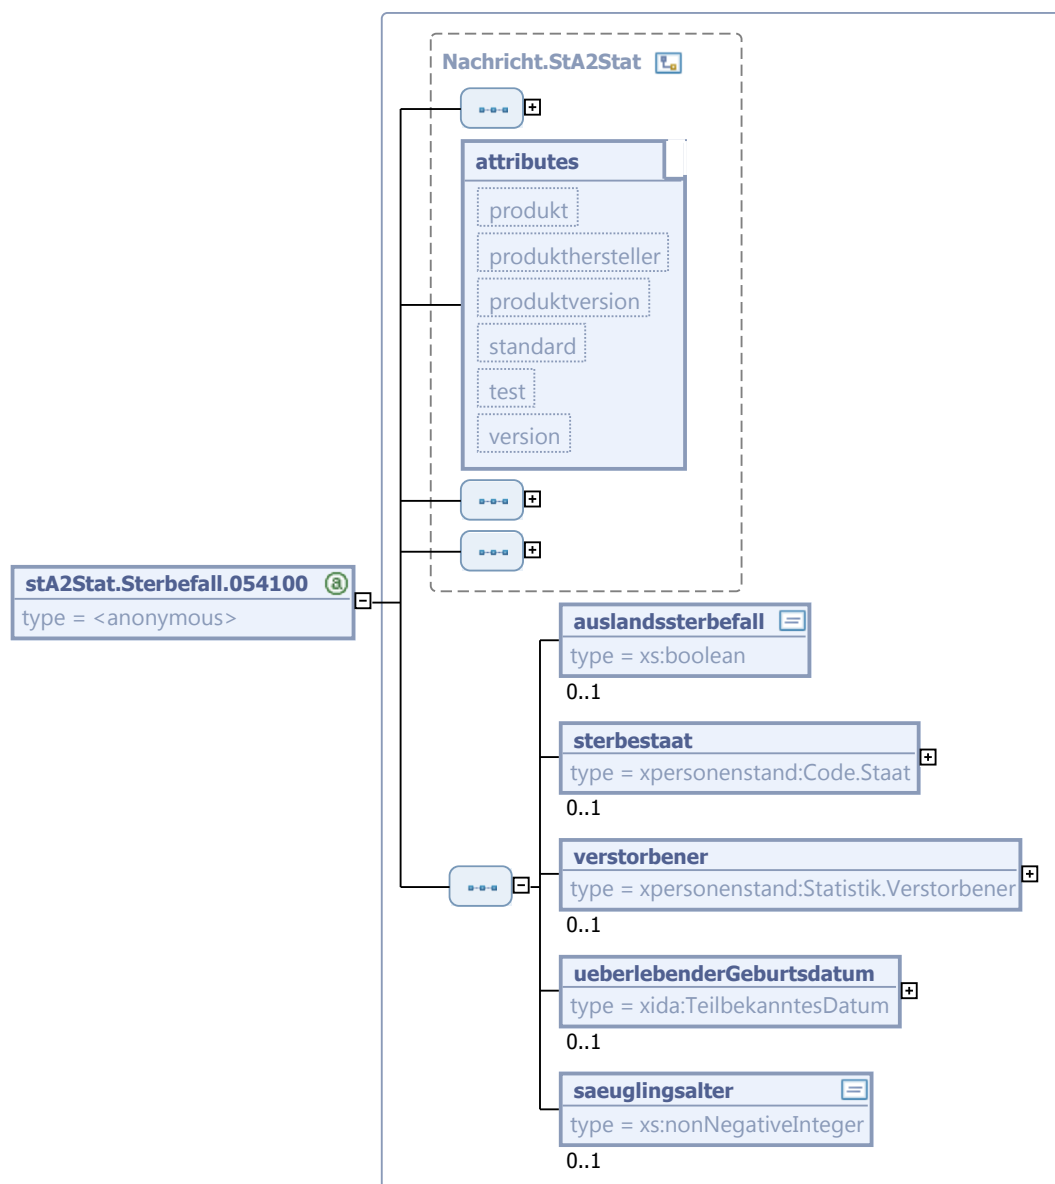 Nachricht.StA2Stat
attributes
produkt
produkthersteller
produktversion
standard
test
version
stA2Stat.Sterbefall.054100
type = <anonymous>
auslandssterbefall
type = xs:boolean
0..1
sterbestaat
type = xpersonenstand:Code.Staat
0..1
verstorbener
type = xpersonenstand:Statistik.Verstorbener
0..1
ueberlebenderGeburtsdatum
type = xida:TeilbekanntesDatum
0..1
saeuglingsalter
type = xs:nonNegativeInteger
0..1